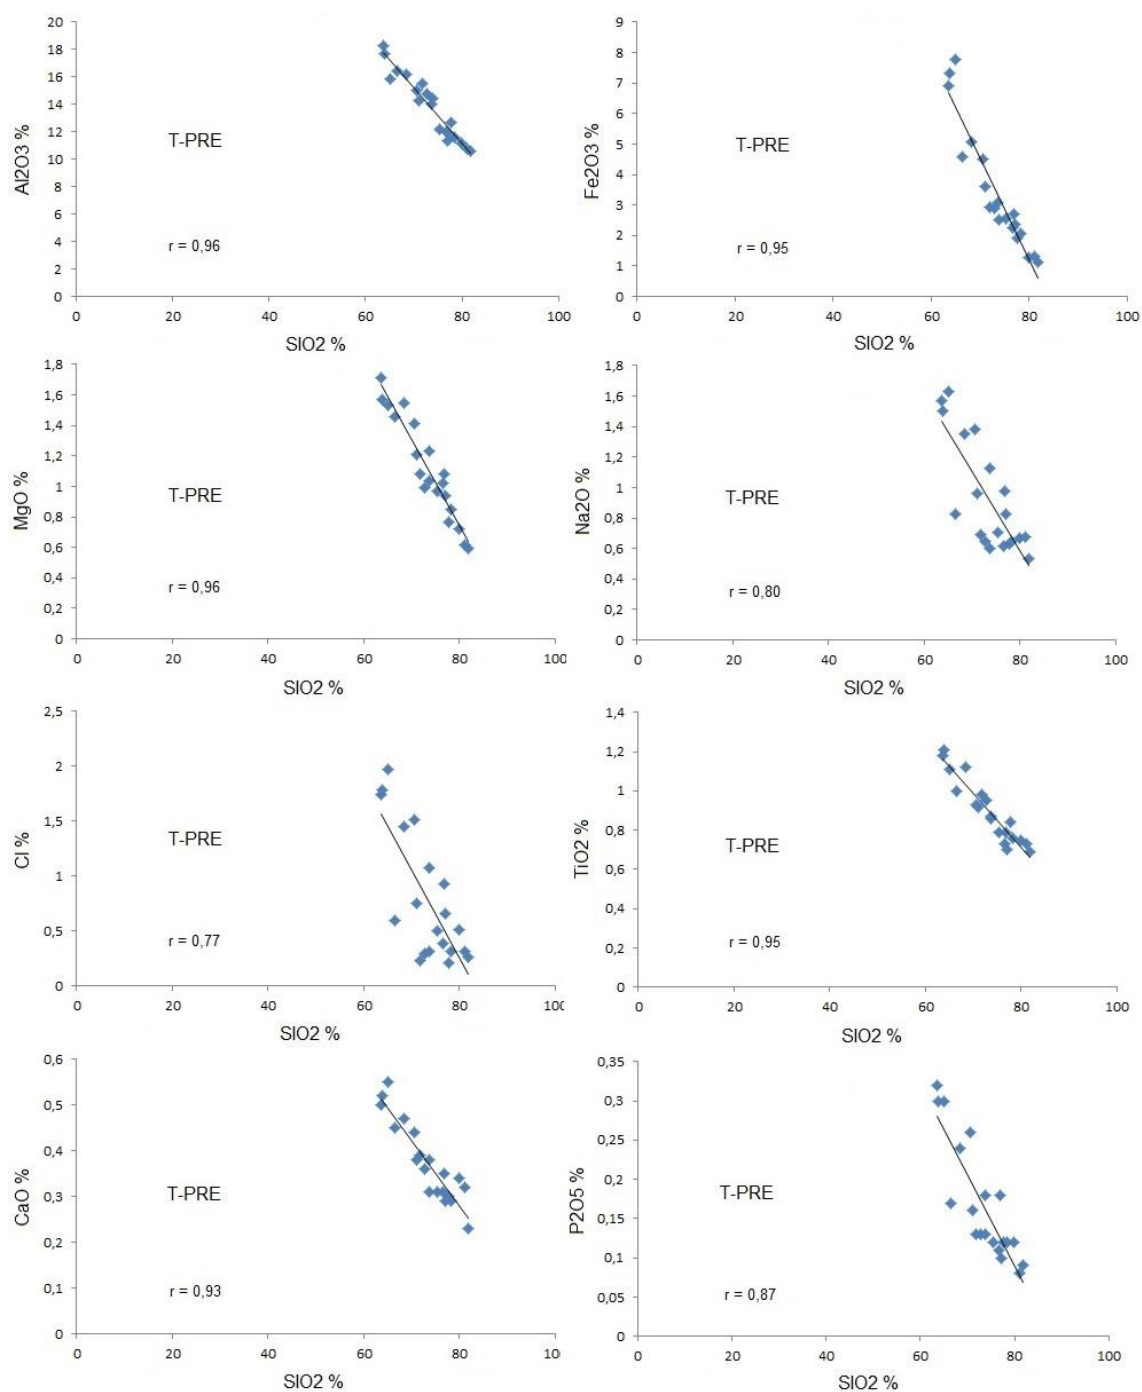 20
18
16
14
12
10
8
6
4
2
0
Al2O3 %
T-PRE
r = 0,96
0 20 40 60 80 100
SIO2 %
9
8
7
6
5
4
3
2
1
0
Fe2O3 %
T-PRE
r = 0,95
0 20 40 60 80 100
SIO2 %
1,8
1,6
1,4
1,2
1
0,8
0,6
0,4
0,2
0
MgO %
T-PRE
r = 0,96
0 20 40 60 80 100
SIO2 %
1,8
1,6
1,4
1,2
1
0,8
0,6
0,4
0,2
0
Na2O %
T-PRE
r = 0,80
0 20 40 60 80 100
SIO2 %
2,5
2
1,5
1
0,5
0
Cl %
T-PRE
r = 0,77
0 20 40 60 80 100
SIO2 %
1,4
1,2
1
0,8
0,6
0,4
0,2
0
TiO2 %
T-PRE
r = 0,95
0 20 40 60 80 100
SIO2 %
0,6
0,5
0,4
0,3
0,2
0,1
0
CaO %
T-PRE
r = 0,93
0 20 40 60 80 100
SIO2 %
0,35
0,3
0,25
0,2
0,15
0,1
0,05
0
P2O5 %
T-PRE
r = 0,87
0 20 40 60 80 100
SIO2 %